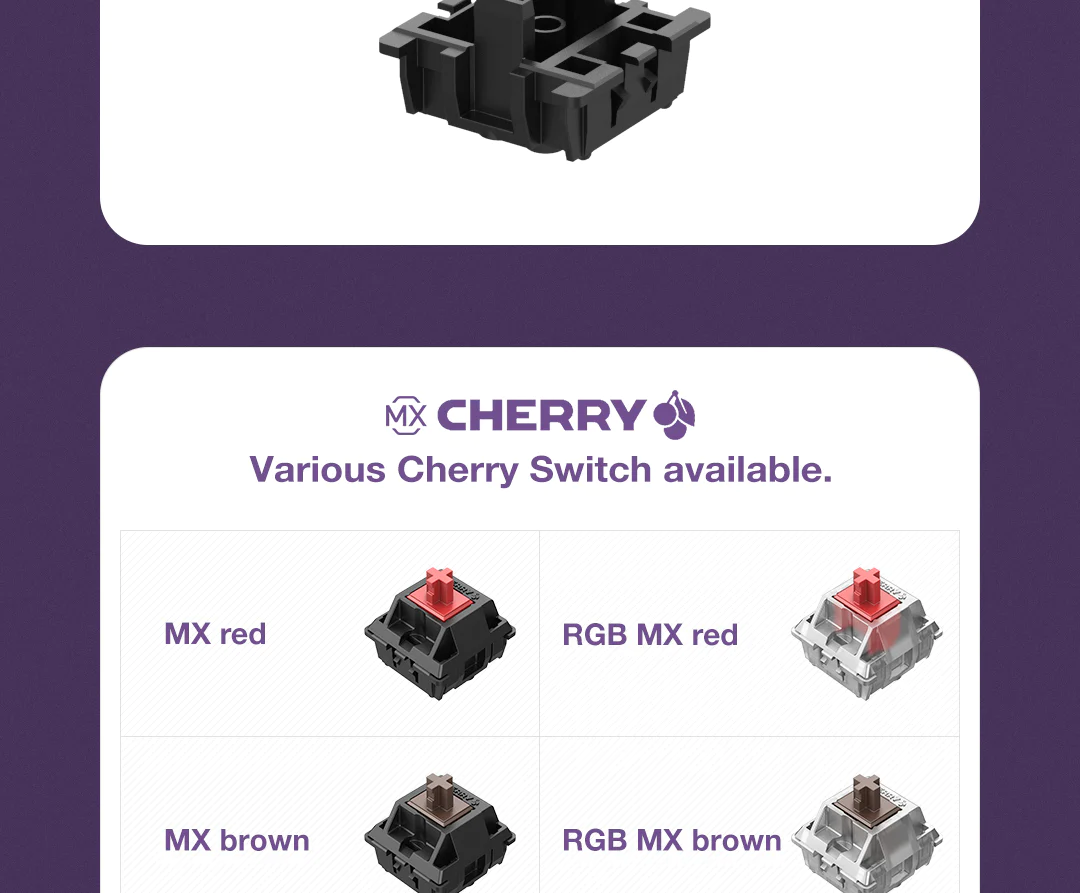 MX CHERRY
Various Cherry Switch available.
MX red
RGB MX red
MX brown
RGB MX brown